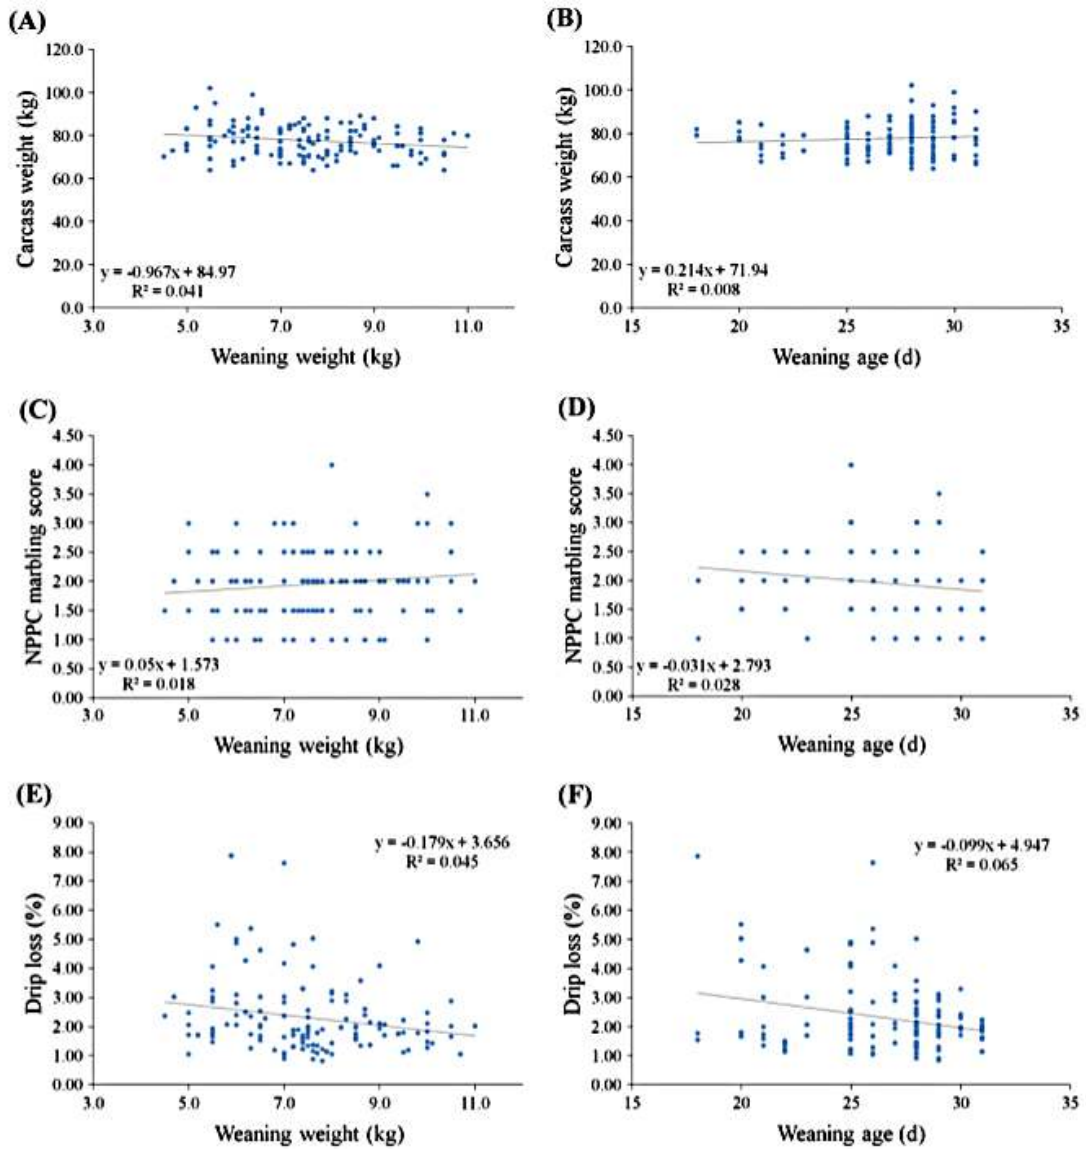 (A)
Carcass weight (kg)
120.0
100.0
80.0
60.0
40.0
20.0
0.0
y = -0.967x + 84.97
R² = 0.041
3.0 5.0 7.0 9.0 11.0
Weaning weight (kg)
(B)
Carcass weight (kg)
120.0
100.0
80.0
60.0
40.0
20.0
0.0
y = 0.214x + 71.94
R² = 0.008
15 20 25 30 35
Weaning age (d)
(C)
NPPC marbling score
4.50
4.00
3.50
3.00
2.50
2.00
1.50
1.00
0.50
0.00
y = 0.05x + 1.573
R² = 0.018
3.0 5.0 7.0 9.0 11.0
Weaning weight (kg)
(D)
NPPC marbling score
4.50
4.00
3.50
3.00
2.50
2.00
1.50
1.00
0.50
0.00
y = -0.031x + 2.793
R² = 0.028
15 20 25 30 35
Weaning age (d)
(E)
Drip loss (%)
9.00
8.00
7.00
6.00
5.00
4.00
3.00
2.00
1.00
0.00
y = -0.179x + 3.656
R² = 0.045
3.0 5.0 7.0 9.0 11.0
Weaning weight (kg)
(F)
Drip loss (%)
9.00
8.00
7.00
6.00
5.00
4.00
3.00
2.00
1.00
0.00
y = -0.099x + 4.947
R² = 0.065
15 20 25 30 35
Weaning age (d)